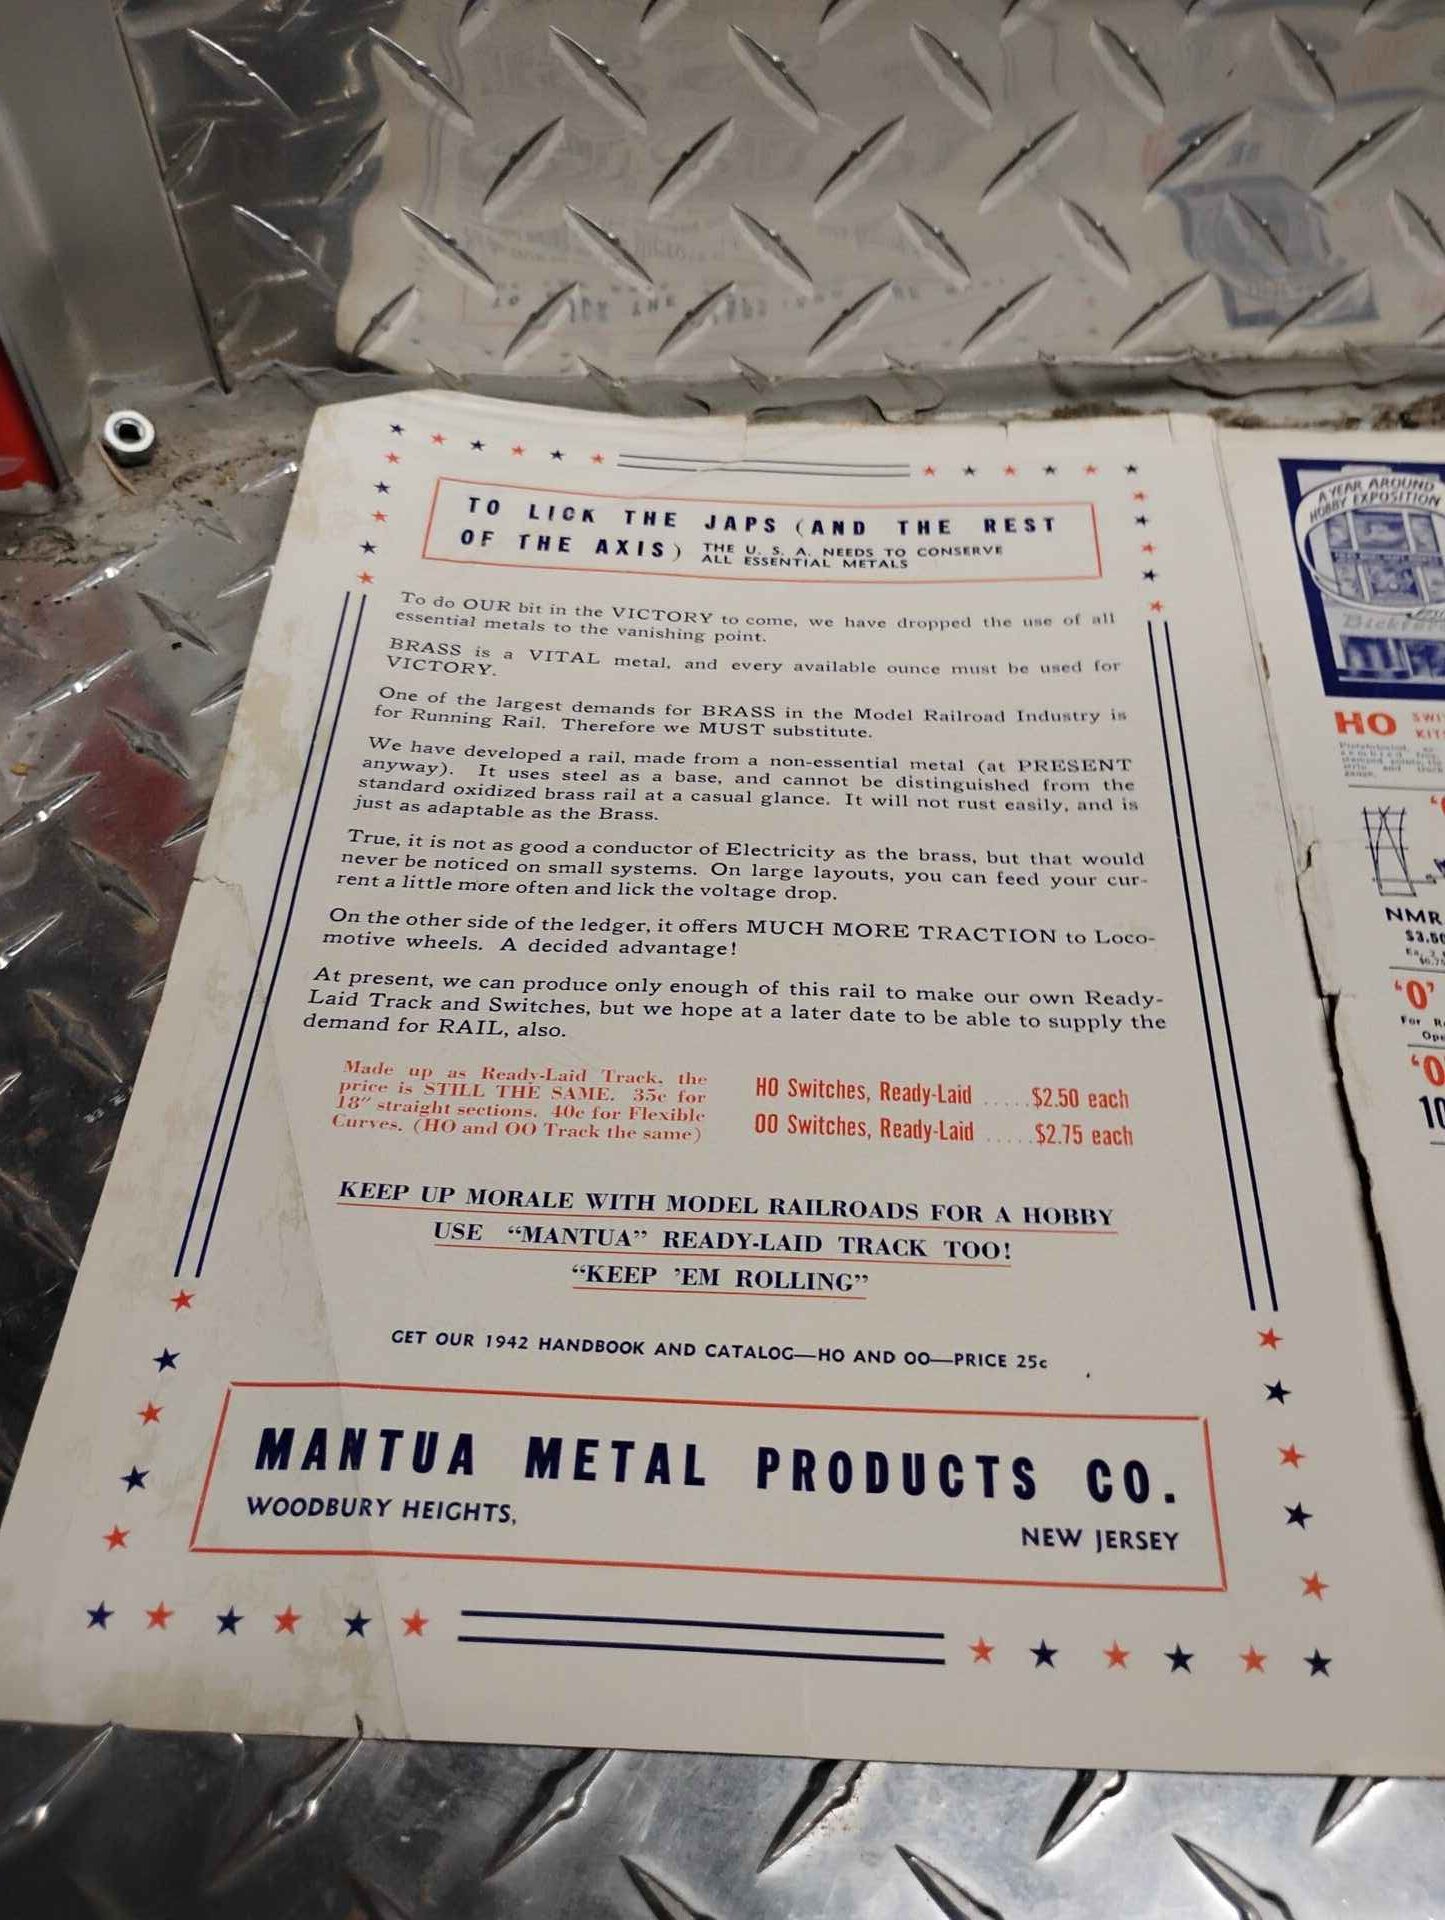 TO LICK THE JAPS (AND THE REST
OF THE AXIS) THE U. S. A. NEEDS TO CONSERVE
ALL ESSENTIAL METALS
To do OUR bit in the VICTORY to come, we have dropped the use of all
essential metals to the vanishing point.
BRASS is a VITAL metal, and every available ounce must be used for
VICTORY.
One of the largest demands for BRASS in the Model Railroad Industry is
for Running Rail. Therefore we MUST substitute.
We have developed a rail, made from a non-essential metal (at PRESENT
anyway). It uses steel as a base, and cannot be distinguished from the
standard oxidized brass rail at a casual glance. It will not rust easily, and is
just as adaptable as the Brass.
True, it is not as good a conductor of Electricity as the brass, but that would
never be noticed on small systems. On large layouts, you can feed your cur-
rent a little more often and lick the voltage drop.
On the other side of the ledger, it offers MUCH MORE TRACTION to Loco-
motive wheels. A decided advantage!
At present, we can produce only enough of this rail to make our own Ready-
Laid Track and Switches, but we hope at a later date to be able to supply the
demand for RAIL, also.
Made up as Ready-Laid Track, the
price is STILL THE SAME. 35c for
18" straight sections. 40c for Flexible
Curves. (HO and OO Track the same)
HO Switches, Ready-Laid .....$2.50 each
OO Switches, Ready-Laid .....$2.75 each
KEEP UP MORALE WITH MODEL RAILROADS FOR A HOBBY
USE "MANTUA" READY-LAID TRACK TOO!
"KEEP 'EM ROLLING"
GET OUR 1942 HANDBOOK AND CATALOG—HO AND OO—PRICE 25c
MANTUA METAL PRODUCTS CO.
WOODBURY HEIGHTS,
NEW JERSEY
A YEAR AROUND
HOBBY EXPOSITION
HO
NMR
$3.50
'O'
For
'O
10